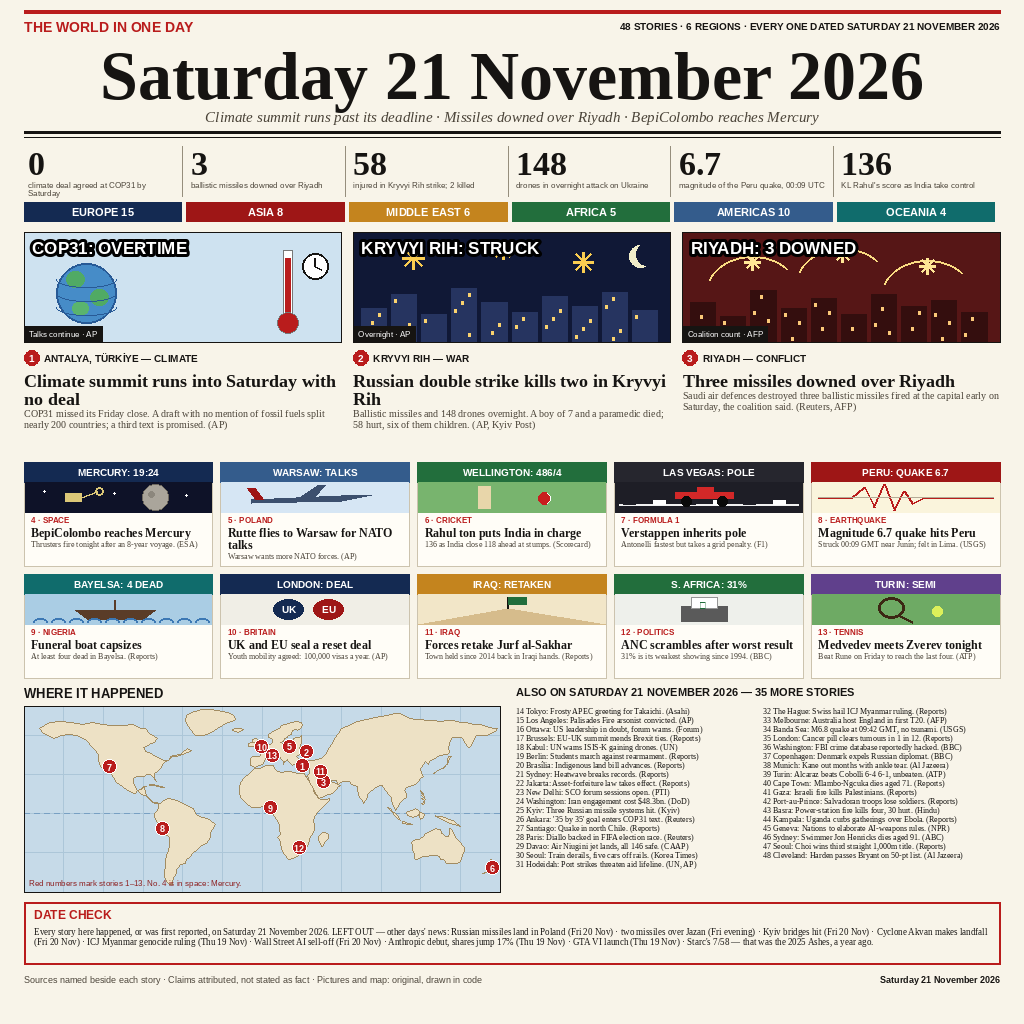 THE WORLD IN ONE DAY
48 STORIES · 6 REGIONS · EVERY ONE DATED SATURDAY 21 NOVEMBER 2026
Saturday 21 November 2026
Climate summit runs past its deadline · Missiles downed over Riyadh · BepiColombo reaches Mercury
0
climate deal agreed at COP31 by
Saturday
3
ballistic missiles downed over Riyadh
58
injured in Kryvyi Rih strike; 2 killed
148
drones in overnight attack on Ukraine
6.7
magnitude of the Peru quake, 00:09 UTC
136
KL Rahul's score as India take control
EUROPE 15
ASIA 8
MIDDLE EAST 6
AFRICA 5
AMERICAS 10
OCEANIA 4
COP31: OVERTIME
Talks continue · AP
KRYVYI RIH: STRUCK
Overnight · AP
RIYADH: 3 DOWNED
Coalition count · AFP
1 ANTALYA, TÜRKİYE — CLIMATE
Climate summit runs into Saturday with
no deal
COP31 missed its Friday close. A draft with no mention of fossil fuels split
nearly 200 countries; a third text is promised. (AP)
2 KRYVYI RIH — WAR
Russian double strike kills two in Kryvyi
Rih
Ballistic missiles and 148 drones overnight. A boy of 7 and a paramedic died;
58 hurt, six of them children. (AP, Kyiv Post)
3 RIYADH — CONFLICT
Three missiles downed over Riyadh
Saudi air defences destroyed three ballistic missiles fired at the capital early on
Saturday, the coalition said. (Reuters, AFP)
MERCURY: 19:24
4 · SPACE
BepiColombo reaches Mercury
Thrusters fire tonight after an 8-year voyage. (ESA)
WARSAW: TALKS
5 · POLAND
Rutte flies to Warsaw for NATO
talks
Warsaw wants more NATO forces. (AP)
WELLINGTON: 486/4
6 · CRICKET
Rahul ton puts India in charge
136 as India close 118 ahead at stumps. (Scorecard)
LAS VEGAS: POLE
7 · FORMULA 1
Verstappen inherits pole
Antonelli fastest but takes a grid penalty. (F1)
PERU: QUAKE 6.7
8 · EARTHQUAKE
Magnitude 6.7 quake hits Peru
Struck 00:09 GMT near Junín; felt in Lima. (USGS)
BAYELSA: 4 DEAD
9 · NIGERIA
Funeral boat capsizes
At least four dead in Bayelsa. (Reports)
LONDON: DEAL
UK
EU
10 · BRITAIN
UK and EU seal a reset deal
Youth mobility agreed: 100,000 visas a year. (AP)
IRAQ: RETAKEN
11 · IRAQ
Forces retake Jurf al-Sakhar
Town held since 2014 back in Iraqi hands. (Reports)
S. AFRICA: 31%
12 · POLITICS
ANC scrambles after worst result
31% is its weakest showing since 1994. (BBC)
TURIN: SEMI
13 · TENNIS
Medvedev meets Zverev tonight
Beat Rune on Friday to reach the last four. (ATP)
WHERE IT HAPPENED
10
13
5
2
1
11
3
7
9
8
12
6
Red numbers mark stories 1–13. No. 4 is in space: Mercury.
ALSO ON SATURDAY 21 NOVEMBER 2026 — 35 MORE STORIES
14 Tokyo: Frosty APEC greeting for Takaichi. (Asahi)
15 Los Angeles: Palisades Fire arsonist convicted. (AP)
16 Ottawa: US leadership in doubt, forum warns. (Forum)
17 Brussels: EU-UK summit mends Brexit ties. (Reports)
18 Kabul: UN warns ISIS-K gaining drones. (UN)
19 Berlin: Students march against rearmament. (Reports)
20 Brasília: Indigenous land bill advances. (Reports)
21 Sydney: Heatwave breaks records. (Reports)
22 Jakarta: Asset-forfeiture law takes effect. (Reports)
23 New Delhi: SCO forum sessions open. (PTI)
24 Washington: Iran engagement cost $48.3bn. (DoD)
25 Kyiv: Three Russian missile systems hit. (Kyiv)
26 Ankara: '35 by 35' goal enters COP31 text. (Reuters)
27 Santiago: Quake in north Chile. (Reports)
28 Paris: Diallo backed in FIFA election race. (Reuters)
29 Davao: Air Niugini jet lands, all 146 safe. (CAAP)
30 Seoul: Train derails, five cars off rails. (Korea Times)
31 Hodeidah: Port strikes threaten aid lifeline. (UN, AP)
32 The Hague: Swiss hail ICJ Myanmar ruling. (Reports)
33 Melbourne: Australia host England in first T20. (AFP)
34 Banda Sea: M6.8 quake at 09:42 GMT, no tsunami. (USGS)
35 London: Cancer pill clears tumours in 1 in 12. (Reports)
36 Washington: FBI crime database reportedly hacked. (BBC)
37 Copenhagen: Denmark expels Russian diplomat. (BBC)
38 Munich: Kane out months with ankle tear. (Al Jazeera)
39 Turin: Alcaraz beats Cobolli 6-4 6-1, unbeaten. (ATP)
40 Cape Town: Mlambo-Ngcuka dies aged 71. (Reports)
41 Gaza: Israeli fire kills Palestinians. (Reports)
42 Port-au-Prince: Salvadoran troops lose soldiers. (Reports)
43 Basra: Power-station fire kills four, 30 hurt. (Hindu)
44 Kampala: Uganda curbs gatherings over Ebola. (Reports)
45 Geneva: Nations to elaborate AI-weapons rules. (NPR)
46 Sydney: Swimmer Jon Henricks dies aged 91. (ABC)
47 Seoul: Choi wins third straight 1,000m title. (Reports)
48 Cleveland: Harden passes Bryant on 50-pt list. (Al Jazeera)
DATE CHECK
Every story here happened, or was first reported, on Saturday 21 November 2026. LEFT OUT — other days' news: Russian missiles land in Poland (Fri 20 Nov) · two missiles over Jazan (Fri evening) · Kyiv bridges hit (Fri 20 Nov) · Cyclone Akvan makes landfall
(Fri 20 Nov) · ICJ Myanmar genocide ruling (Thu 19 Nov) · Wall Street AI sell-off (Fri 20 Nov) · Anthropic debut, shares jump 17% (Thu 19 Nov) · GTA VI launch (Thu 19 Nov) · Starc's 7/58 — that was the 2025 Ashes, a year ago.
Sources named beside each story · Claims attributed, not stated as fact · Pictures and map: original, drawn in code
Saturday 21 November 2026